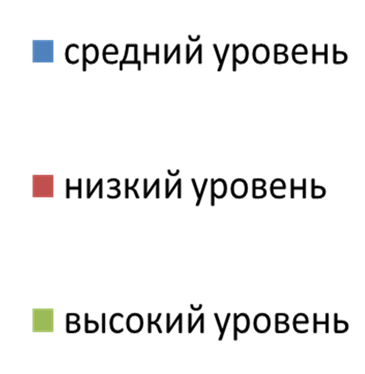 средний уровень
низкий уровень
высокий уровень